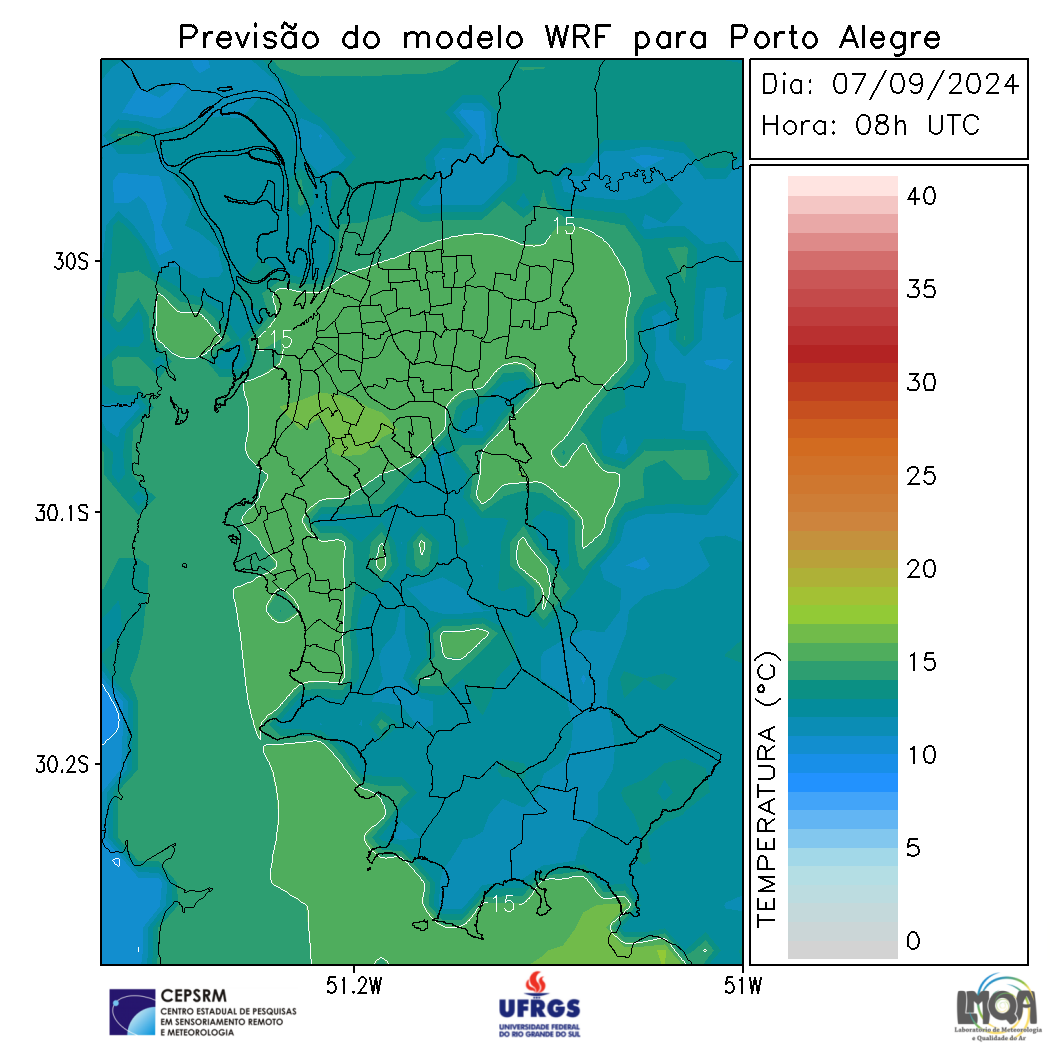 Previsão do modelo WRF para Porto Alegre
Dia: 07/09/2024
Hora: 08h UTC
40
35
30
25
20
15
10
5
0
TEMPERATURA (°C)
30S
30.1S
30.2S
51.2W
51W
15
15
15
CEPSRM
CENTRO ESTADUAL DE PESQUISAS
EM SENSORIAMENTO REMOTO
E METEOROLOGIA
UFRGS
UNIVERSIDADE FEDERAL
DO RIO GRANDE DO SUL
LMQA
Laboratório de Meteorologia
e Qualidade do Ar